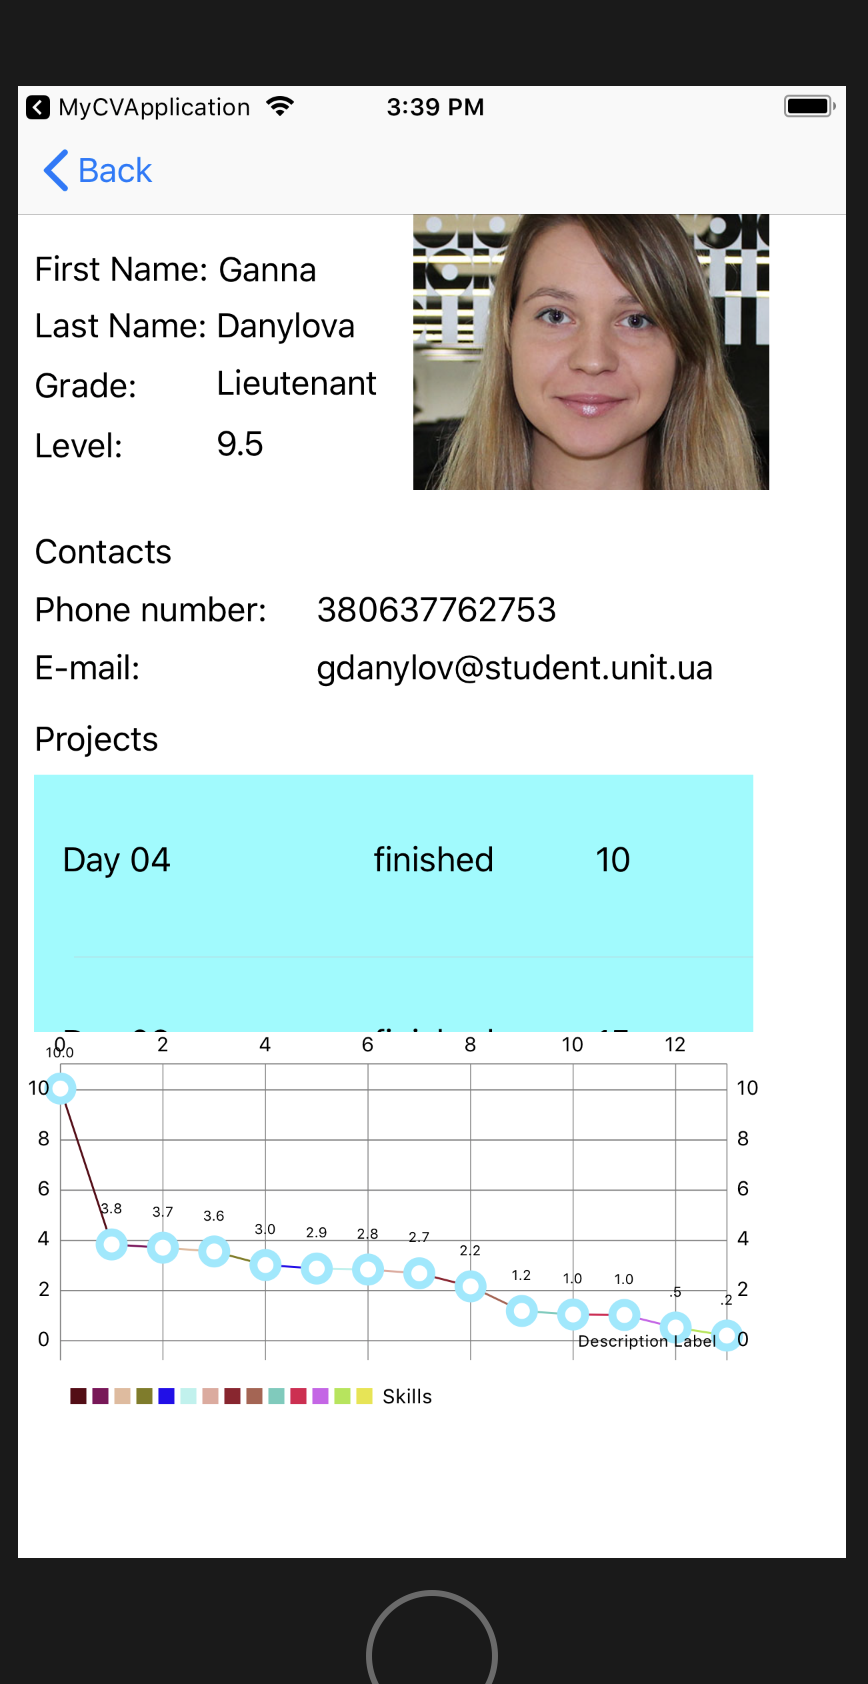 MyCVApplication 3:39 PM
Back
First Name: Ganna
Last Name: Danylova
Grade: Lieutenant
Level: 9.5
Contacts
Phone number: 380637762753
E-mail: gdanylov@student.unit.ua
Projects
Day 04 finished 10
0 2 4 6 8 10 12
10.0
10 10
8 8
6 6
3.8 3.7 3.6 3.0 2.9 2.8 2.7 2.2 1.2 1.0 1.0 .5 .2
4 4
2 2
0 Description Label 0
Skills